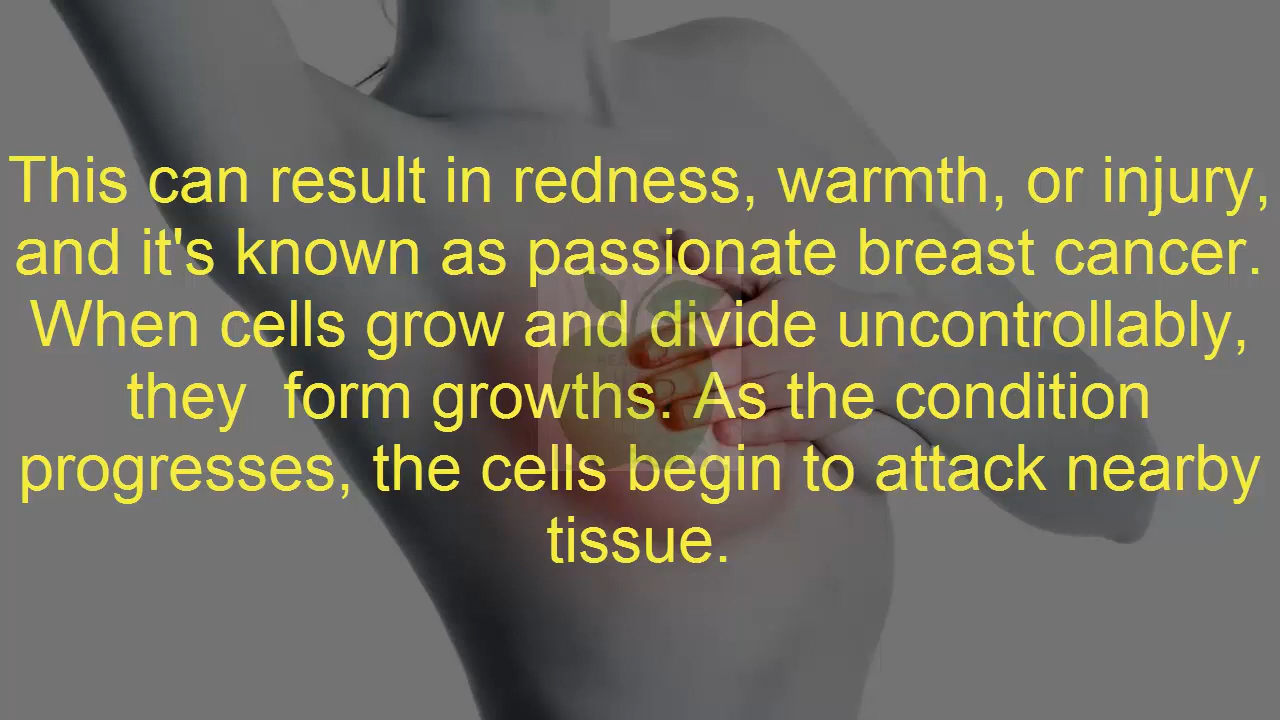 This can result in redness, warmth, or injury,
and it's known as passionate breast cancer.
When cells grow and divide uncontrollably,
they  form growths. As the condition
progresses, the cells begin to attack nearby
tissue.